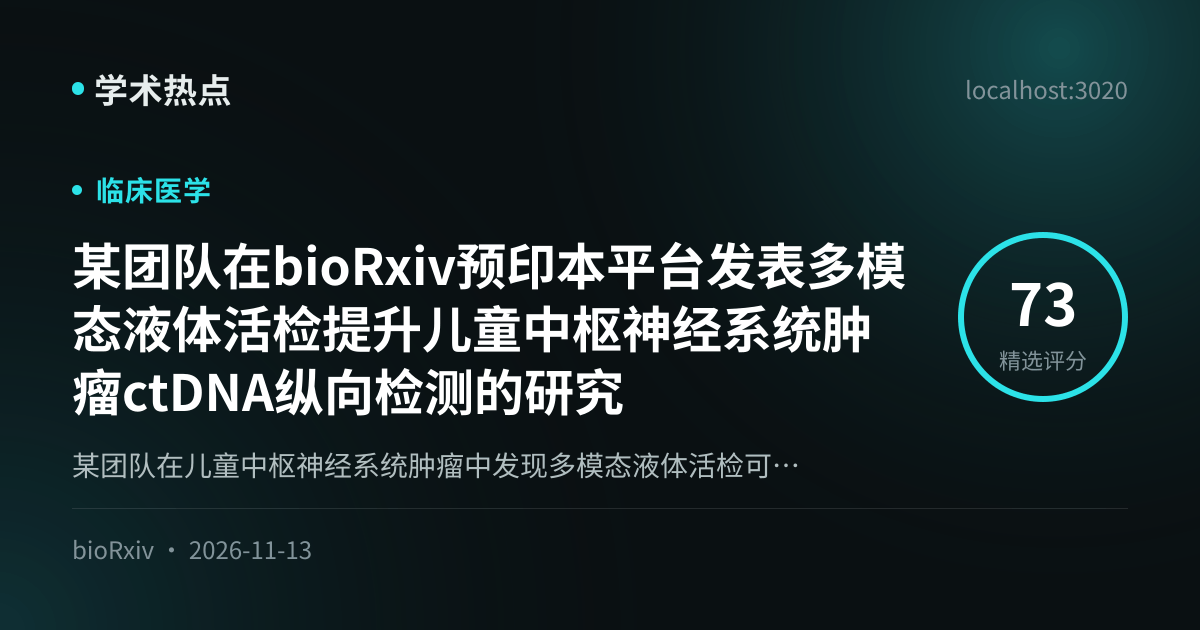 学术热点
localhost:3020
临床医学
某团队在bioRxiv预印本平台发表多模
态液体活检提升儿童中枢神经系统肿
瘤ctDNA纵向检测的研究
73
精选评分
某团队在儿童中枢神经系统肿瘤中发现多模态液体活检可…
bioRxiv · 2026-11-13